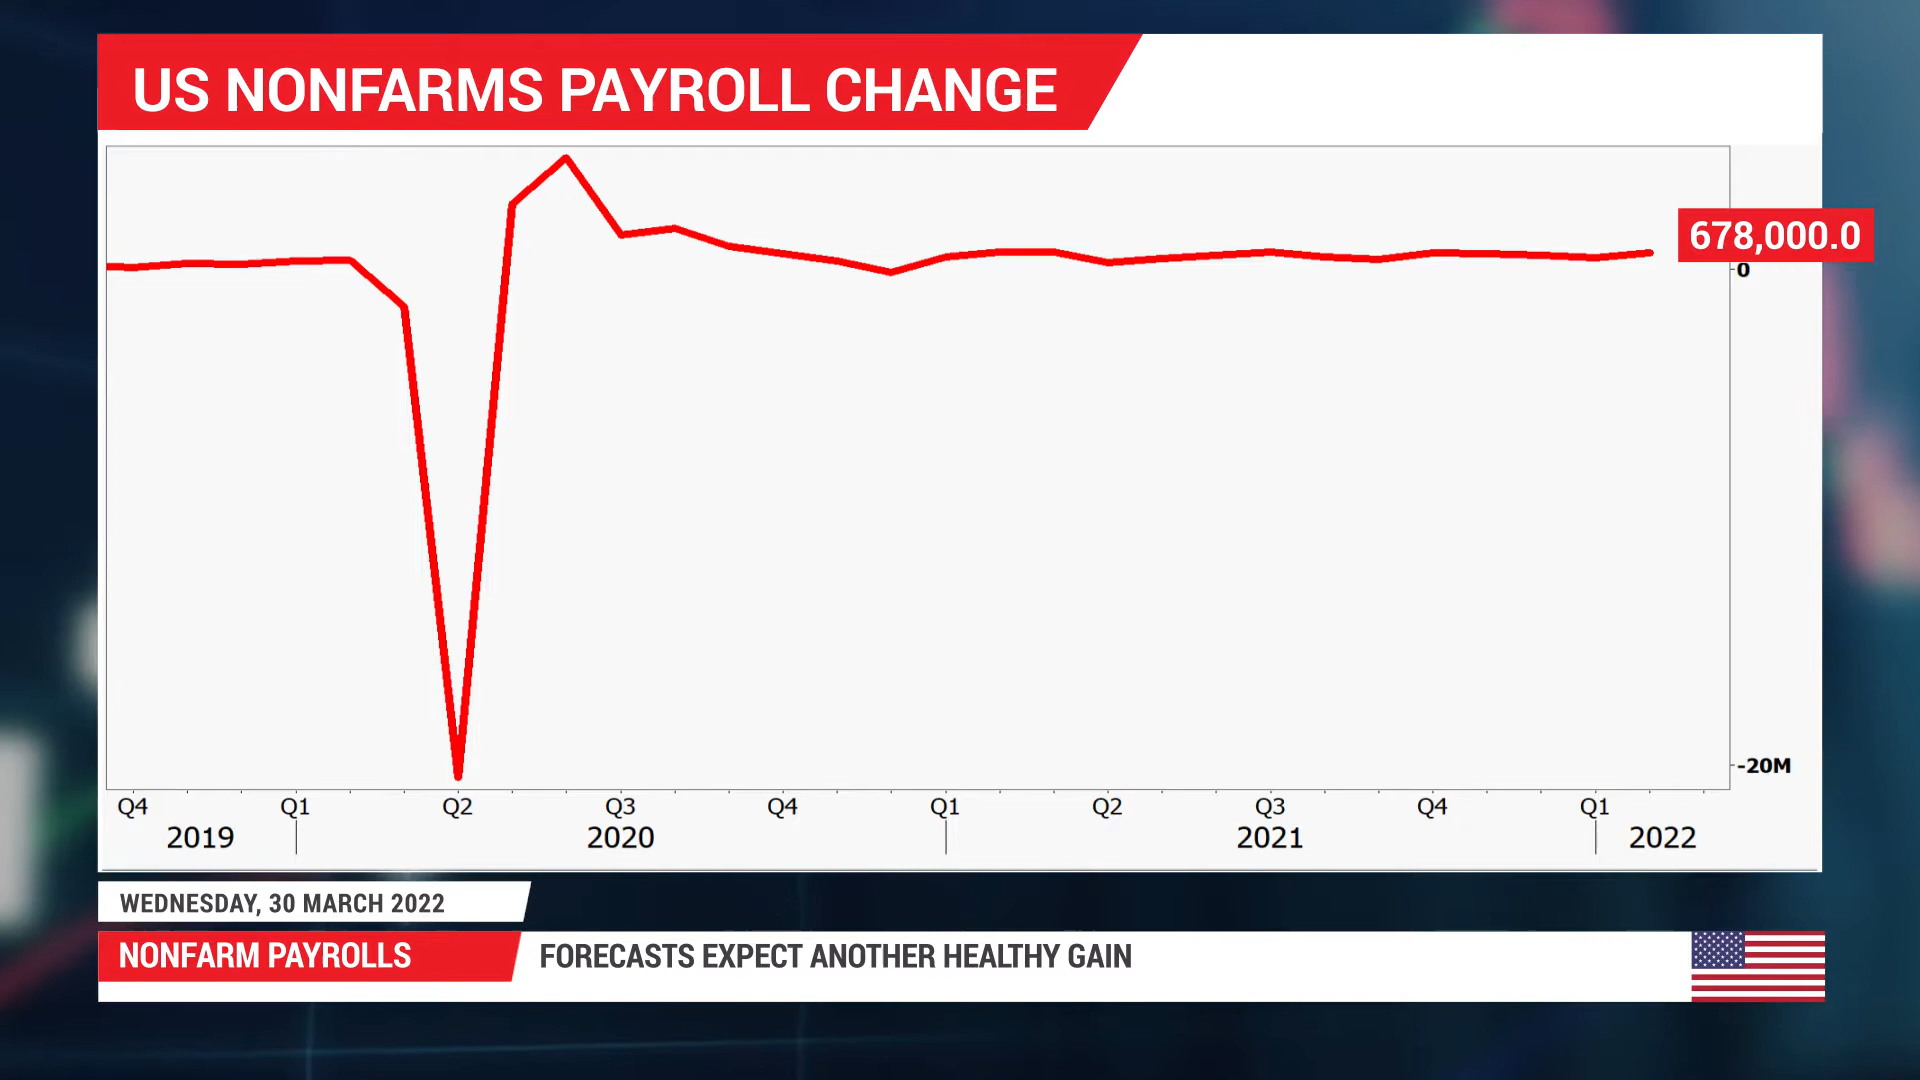 US NONFARMS PAYROLL CHANGE
678,000.0
0
-20M
Q4 Q1 Q2 Q3 Q4 Q1 Q2 Q3 Q4 Q1
2019 2020 2021 2022
WEDNESDAY, 30 MARCH 2022
NONFARM PAYROLLS FORECASTS EXPECT ANOTHER HEALTHY GAIN